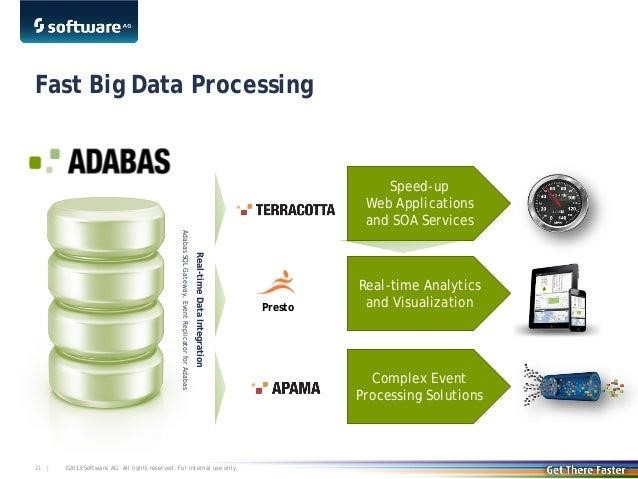 software AG
Fast Big Data Processing
ADABAS
Real-time Data Integration
Adabas SQL Gateway, Event Replicator for Adabas
TERRACOTTA
Speed-up
Web Applications
and SOA Services
Presto
Real-time Analytics
and Visualization
APAMA
Complex Event
Processing Solutions
21 |
©2013 Software AG. All rights reserved. For internal use only
Get There Faster